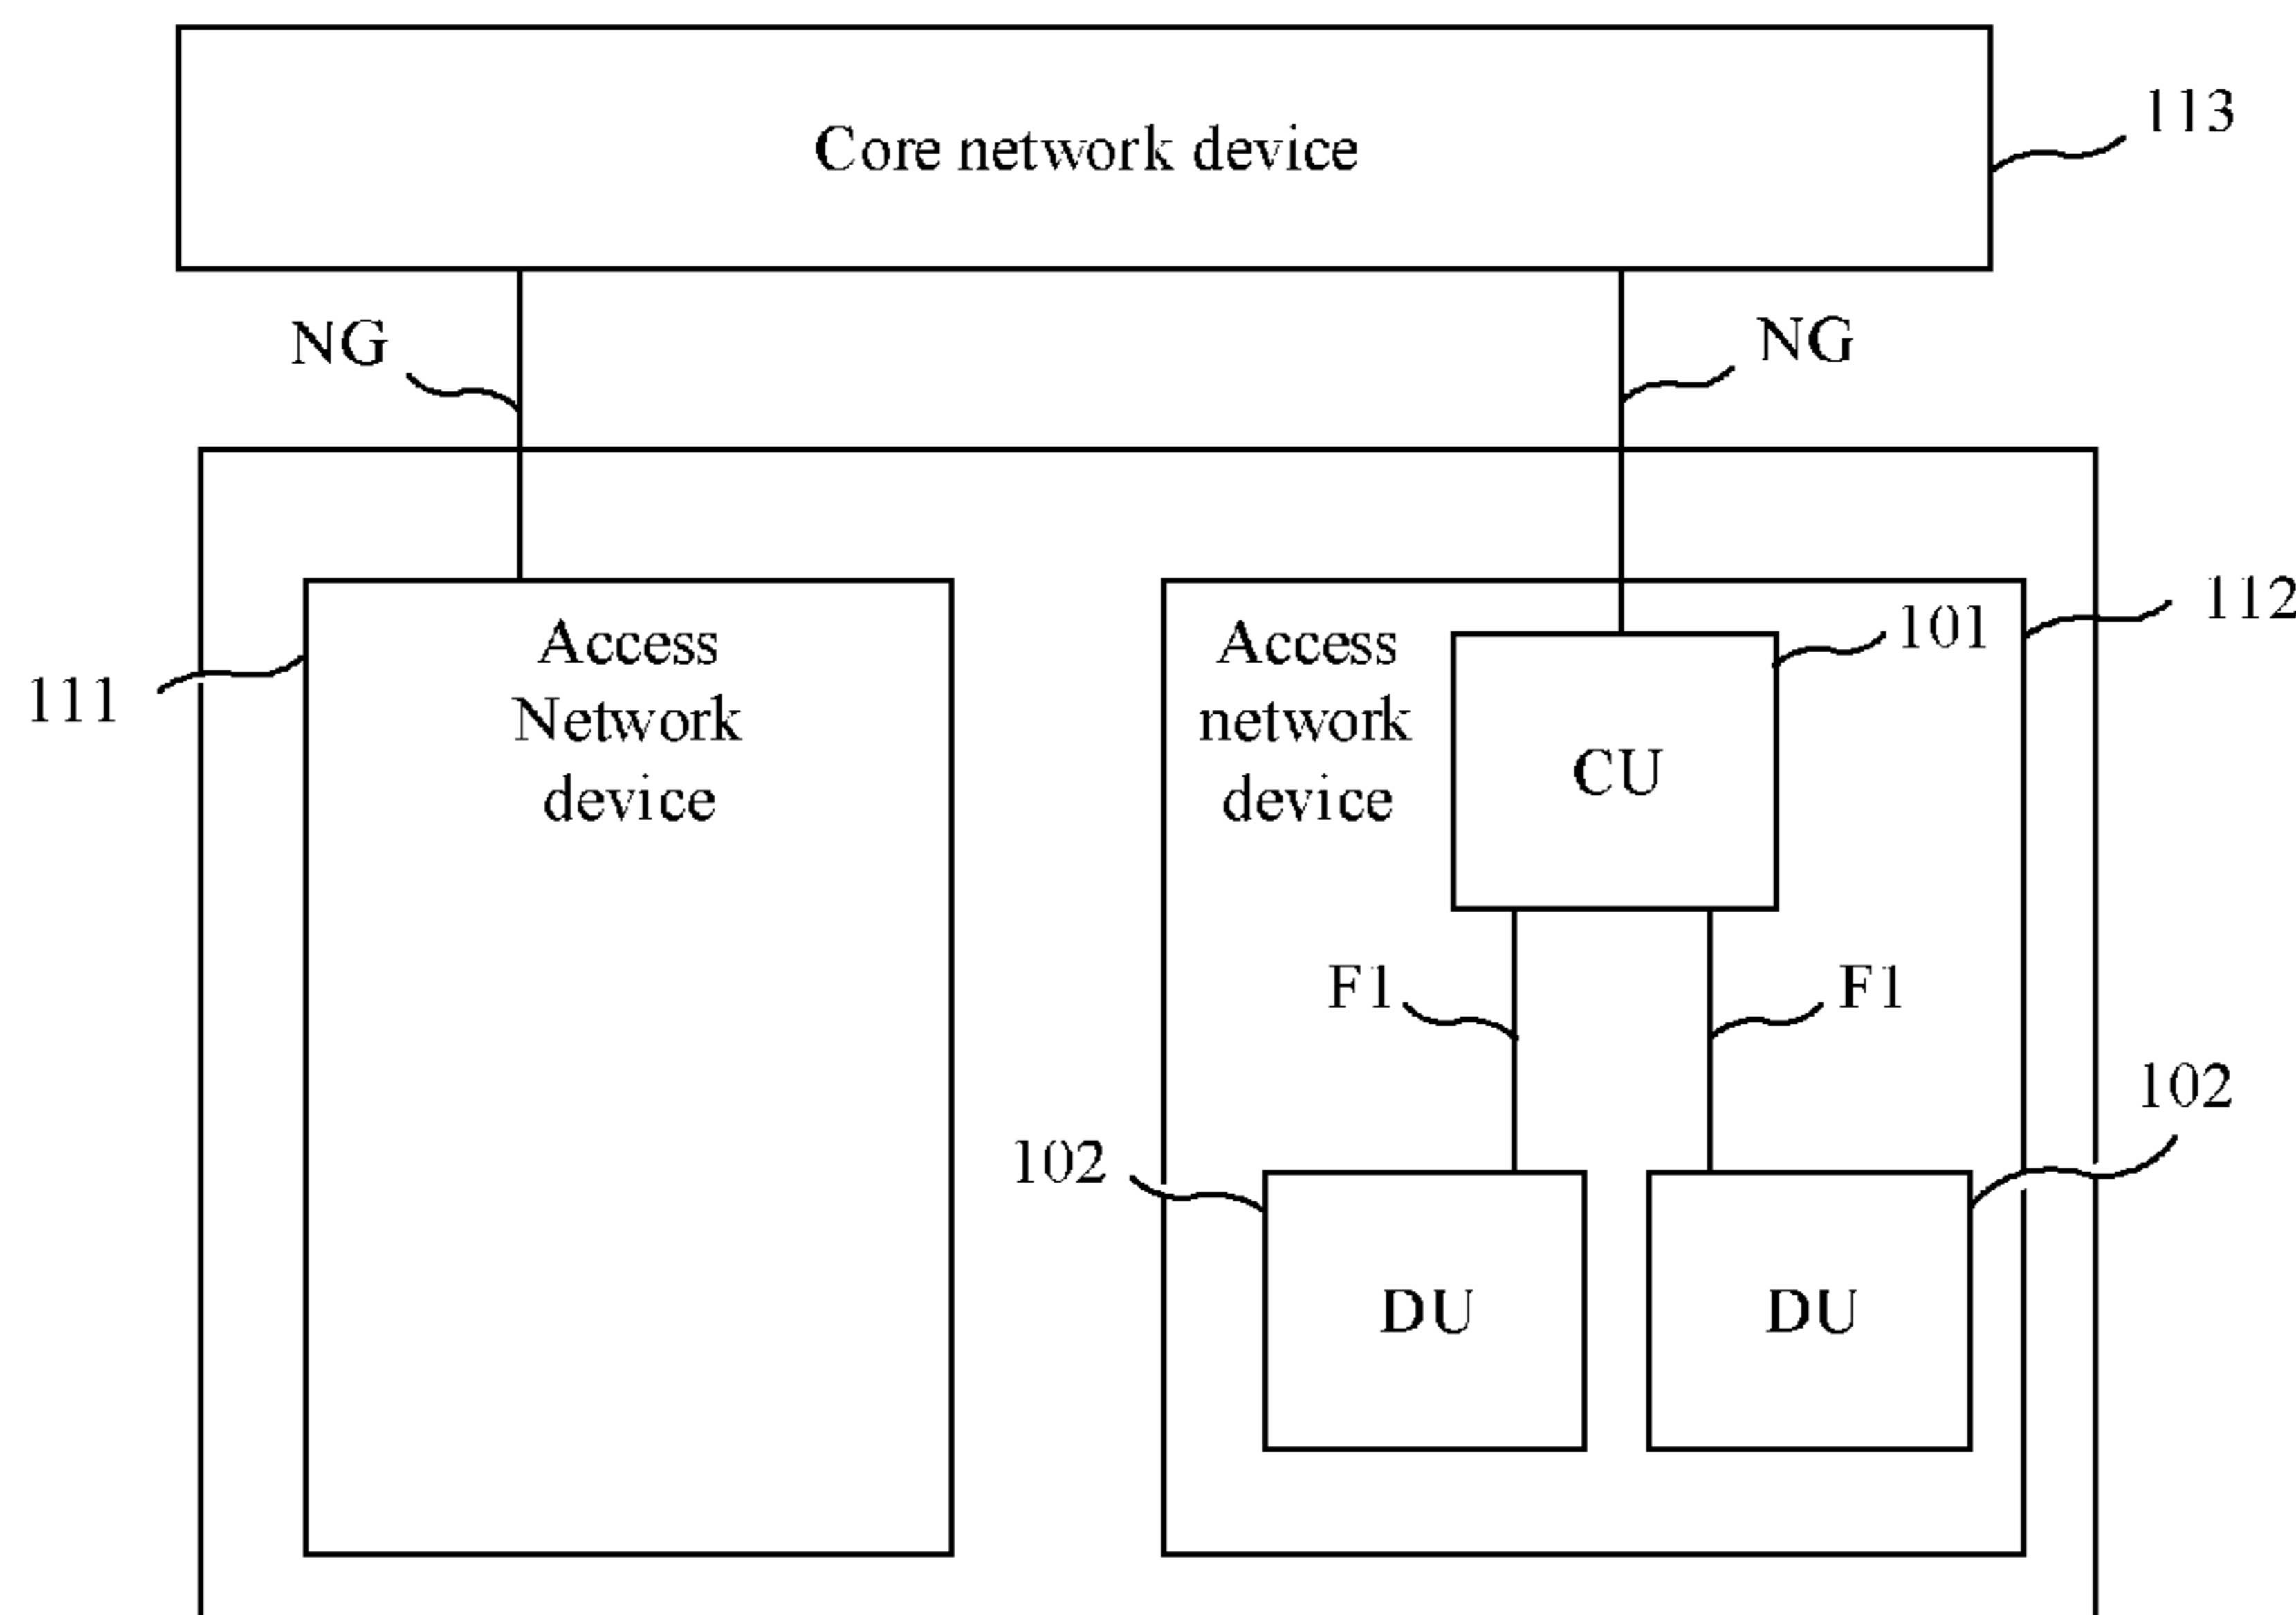 Core network device
113
NG
NG
Access
Network
device
111
Access
network
device
101
112
CU
F1
F1
102
102
DU
DU